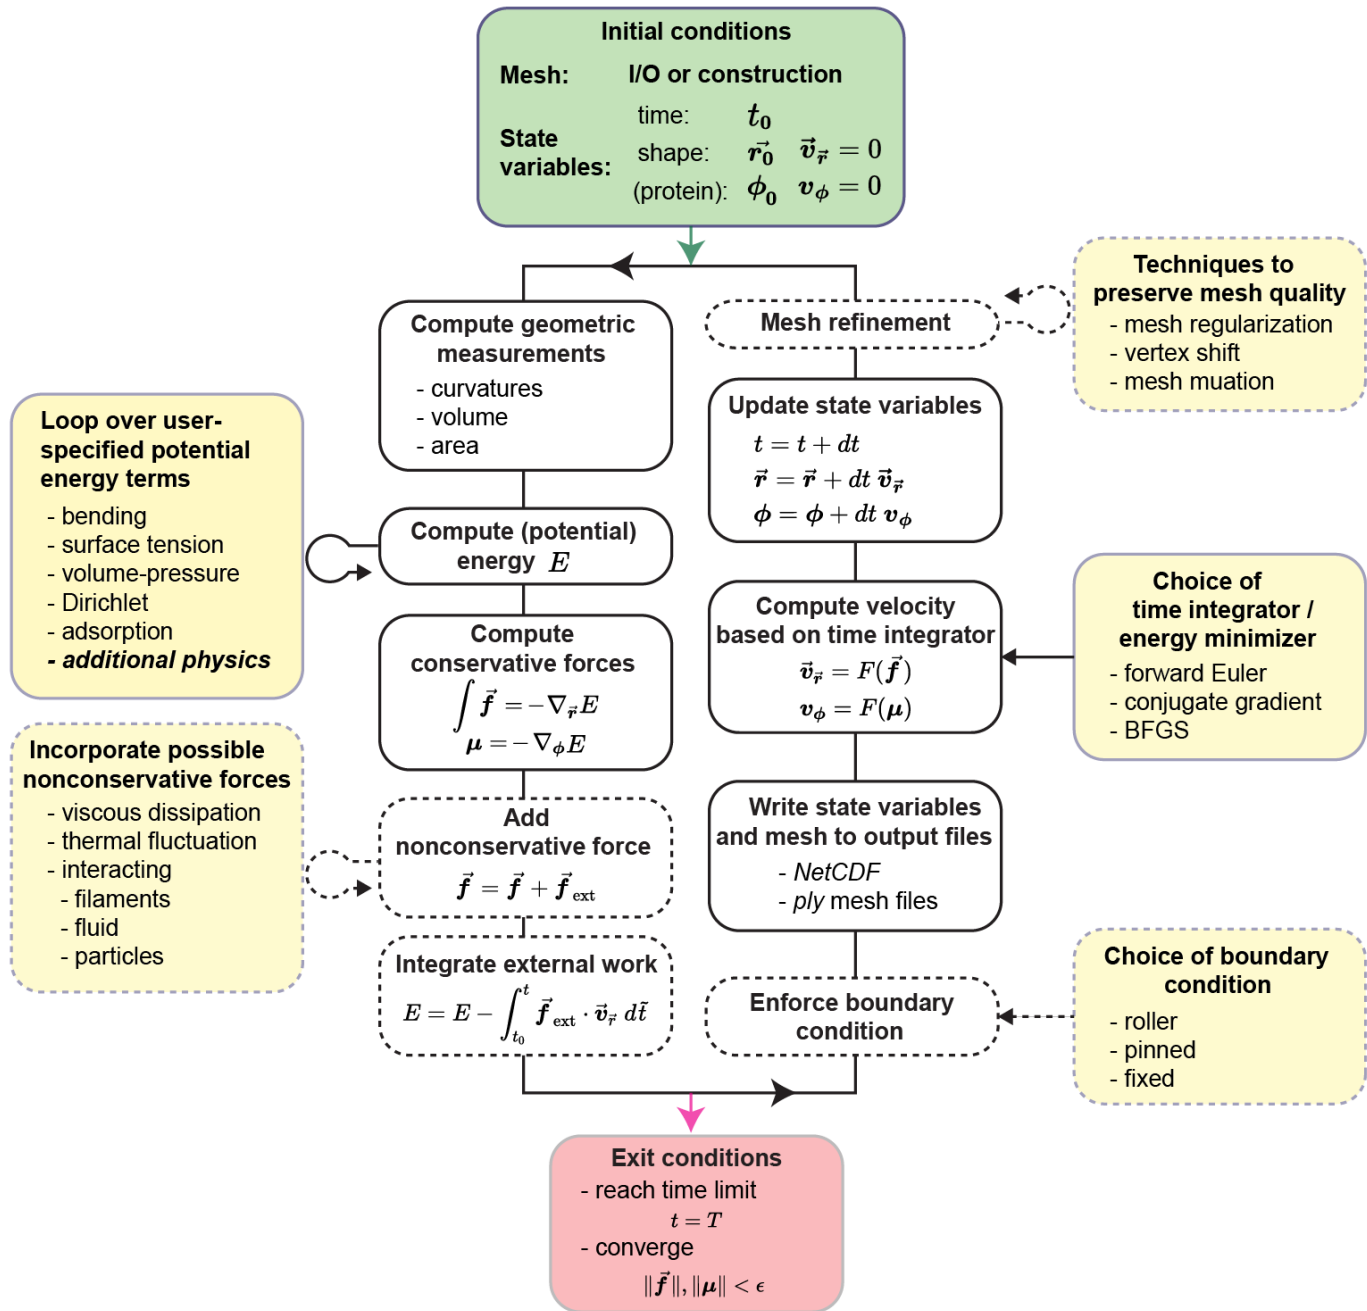 Initial conditions
Mesh: I/O or construction
State variables:
time: t₀
shape: r⃗₀ v⃗_r⃗ = 0
(protein): ϕ₀ v_ϕ = 0
Compute geometric
measurements
- curvatures
- volume
- area
Loop over user-
specified potential
energy terms
- bending
- surface tension
- volume-pressure
- Dirichlet
- adsorption
- additional physics
Compute (potential)
energy E
Compute
conservative forces
∫ f⃗ = −∇_r⃗ E
μ = −∇_ϕ E
Incorporate possible
nonconservative forces
- viscous dissipation
- thermal fluctuation
- interacting
- filaments
- fluid
- particles
Add
nonconservative force
f⃗ = f⃗ + f⃗_ext
Integrate external work
E = E − ∫_{t₀}^{t} f⃗_ext · v⃗_r⃗ dt̃
Mesh refinement
Techniques to
preserve mesh quality
- mesh regularization
- vertex shift
- mesh muation
Update state variables
t = t + dt
r⃗ = r⃗ + dt v⃗_r⃗
ϕ = ϕ + dt v_ϕ
Compute velocity
based on time integrator
v⃗_r⃗ = F(f⃗)
v_ϕ = F(μ)
Choice of
time integrator /
energy minimizer
- forward Euler
- conjugate gradient
- BFGS
Write state variables
and mesh to output files
- NetCDF
- ply mesh files
Enforce boundary
condition
Choice of boundary
condition
- roller
- pinned
- fixed
Exit conditions
- reach time limit
t = T
- converge
‖f⃗‖, ‖μ‖ < ϵ